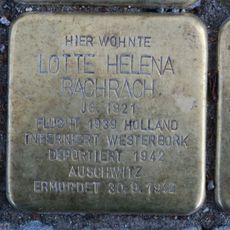 HIER WOHNTE
LOTTE HELENA
BACHRACH
JG. 1921
FLUCHT 1939 HOLLAND
INTERNIERT WESTERBORK
DEPORTIERT 1942
AUSCHWITZ
ERMORDET 30.9.1942